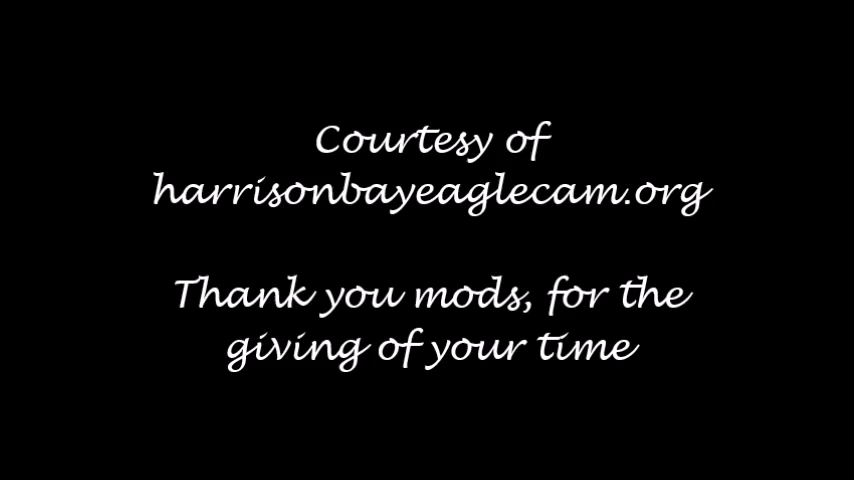 Courtesy of
harrisonbayeaglecam.org
Thank you mods, for the
giving of your time